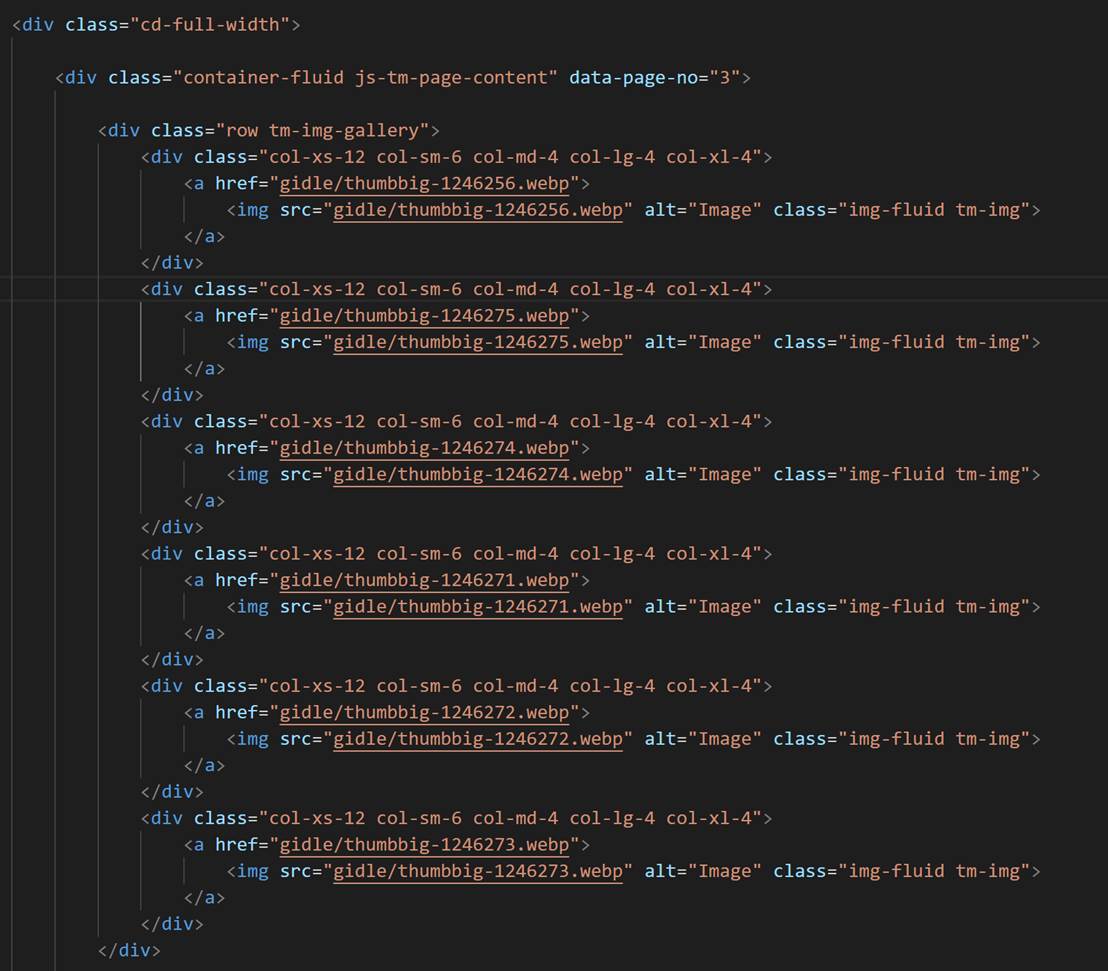 <div class="cd-full-width">
<div class="container-fluid js-tm-page-content" data-page-no="3">
<div class="row tm-img-gallery">
<div class="col-xs-12 col-sm-6 col-md-4 col-lg-4 col-xl-4">
<a href="gidle/thumbbig-1246256.webp">
<img src="gidle/thumbbig-1246256.webp" alt="Image" class="img-fluid tm-img">
</a>
</div>
<div class="col-xs-12 col-sm-6 col-md-4 col-lg-4 col-xl-4">
<a href="gidle/thumbbig-1246275.webp">
<img src="gidle/thumbbig-1246275.webp" alt="Image" class="img-fluid tm-img">
</a>
</div>
<div class="col-xs-12 col-sm-6 col-md-4 col-lg-4 col-xl-4">
<a href="gidle/thumbbig-1246274.webp">
<img src="gidle/thumbbig-1246274.webp" alt="Image" class="img-fluid tm-img">
</a>
</div>
<div class="col-xs-12 col-sm-6 col-md-4 col-lg-4 col-xl-4">
<a href="gidle/thumbbig-1246271.webp">
<img src="gidle/thumbbig-1246271.webp" alt="Image" class="img-fluid tm-img">
</a>
</div>
<div class="col-xs-12 col-sm-6 col-md-4 col-lg-4 col-xl-4">
<a href="gidle/thumbbig-1246272.webp">
<img src="gidle/thumbbig-1246272.webp" alt="Image" class="img-fluid tm-img">
</a>
</div>
<div class="col-xs-12 col-sm-6 col-md-4 col-lg-4 col-xl-4">
<a href="gidle/thumbbig-1246273.webp">
<img src="gidle/thumbbig-1246273.webp" alt="Image" class="img-fluid tm-img">
</a>
</div>
</div>